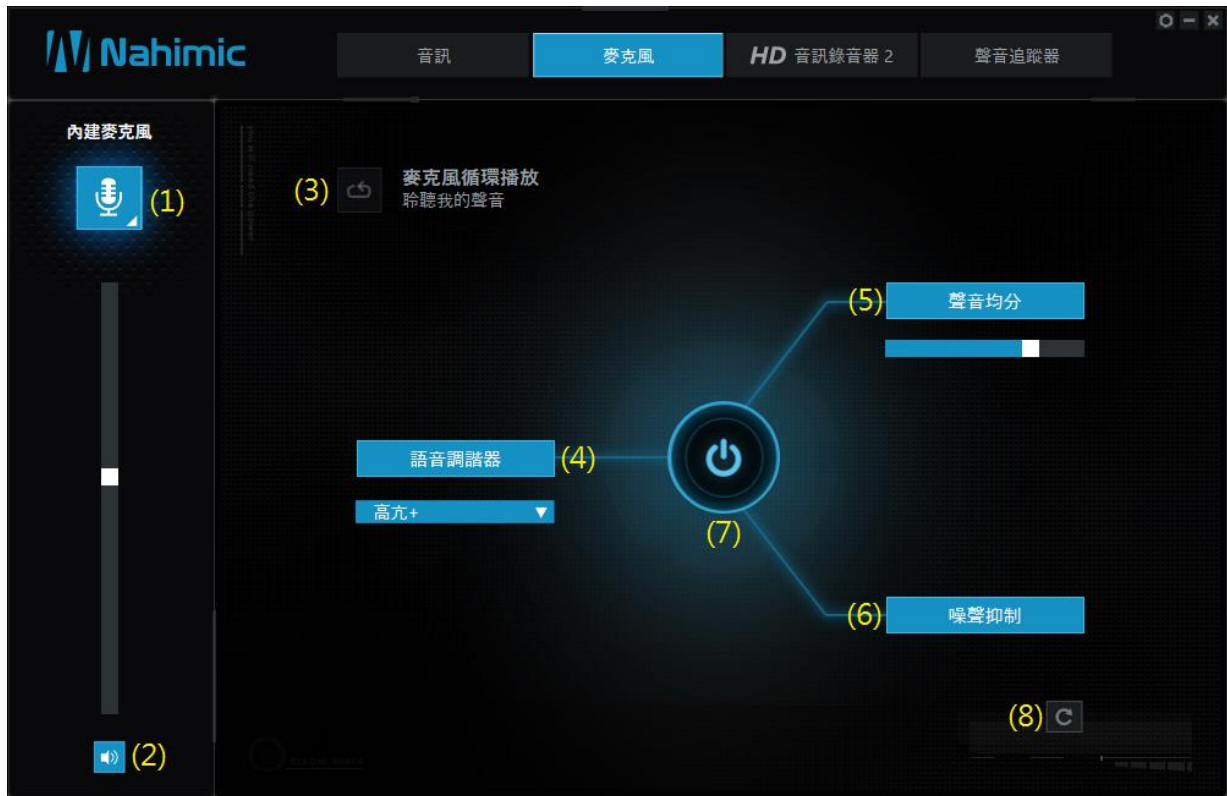 Nahimic
音訊
麥克風
HD 音訊錄音器 2
聲音追蹤器
內建麥克風
(1)
(2)
(3)
麥克風循環播放
聆聽我的聲音
(5)
聲音均分
語音調諧器
(4)
高亢+
(7)
(6)
噪聲抑制
(8)